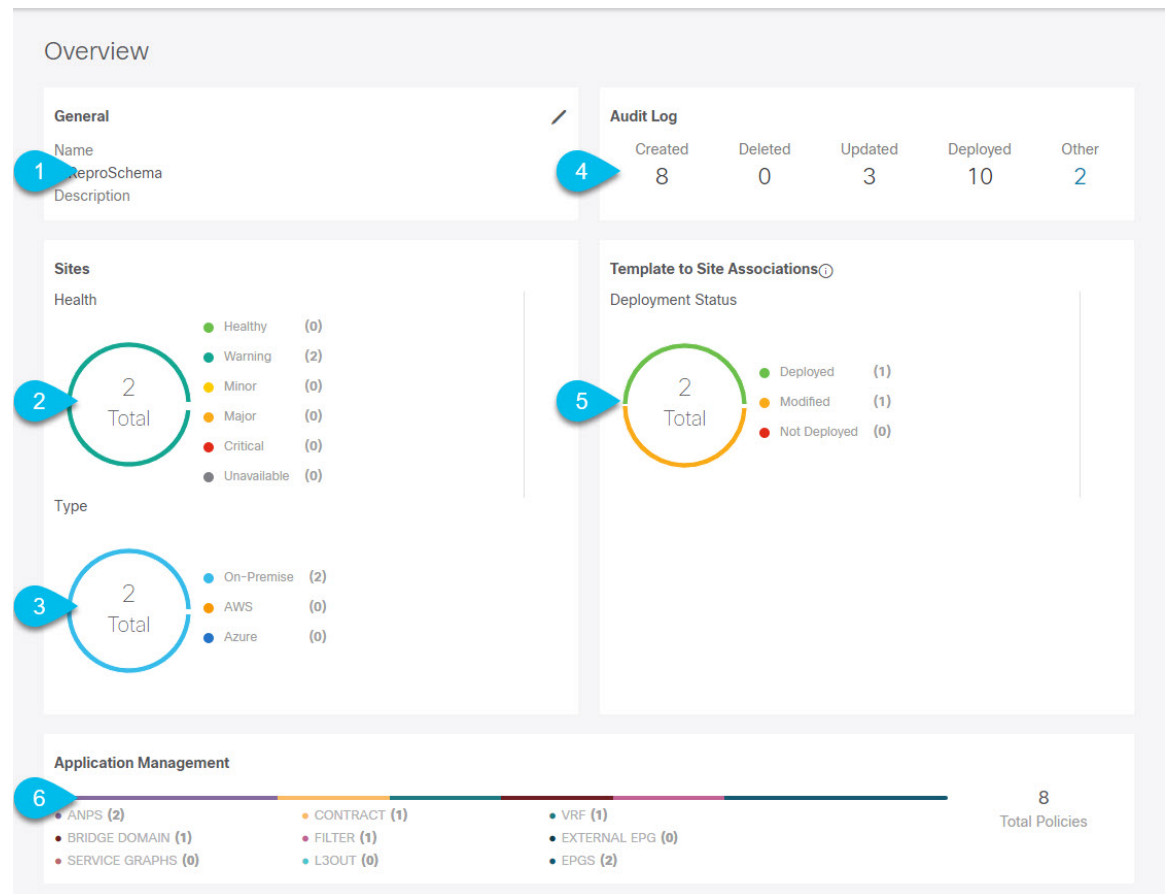 Overview
General
Name
1
ReproSchema
Description
Audit Log
Created Deleted Updated Deployed Other
4
8 0 3 10 2
Sites
Health
Healthy (0)
Warning (2)
Minor (0)
Major (0)
Critical (0)
Unavailable (0)
2
2
Total
Type
On-Premise (2)
AWS (0)
Azure (0)
3
2
Total
Template to Site Associations
Deployment Status
Deployed (1)
Modified (1)
Not Deployed (0)
5
2
Total
Application Management
6
ANPS (2) CONTRACT (1) VRF (1)
BRIDGE DOMAIN (1) FILTER (1) EXTERNAL EPG (0)
SERVICE GRAPHS (0) L3OUT (0) EPGS (2)
8
Total Policies